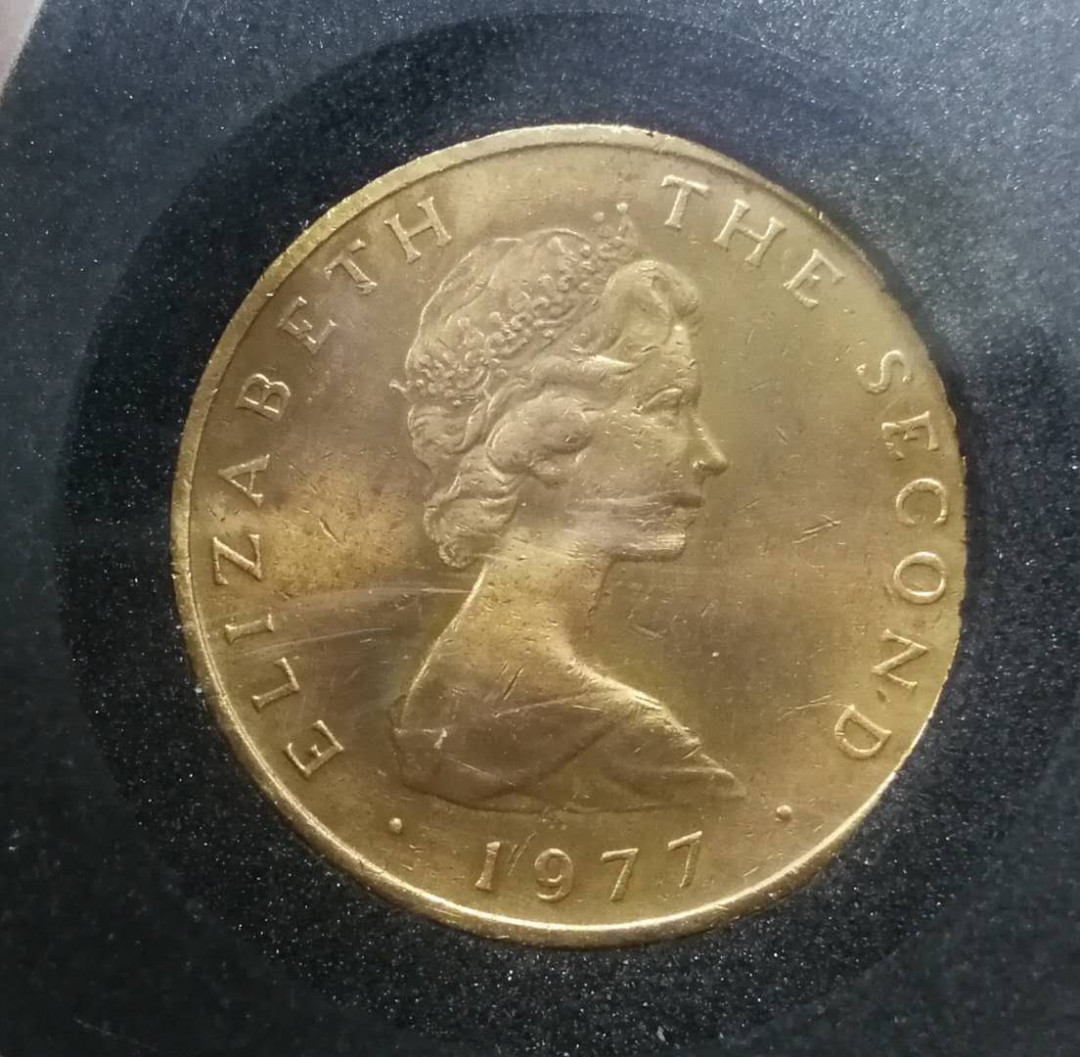 ELIZABETH THE SECOND
· 1977 ·